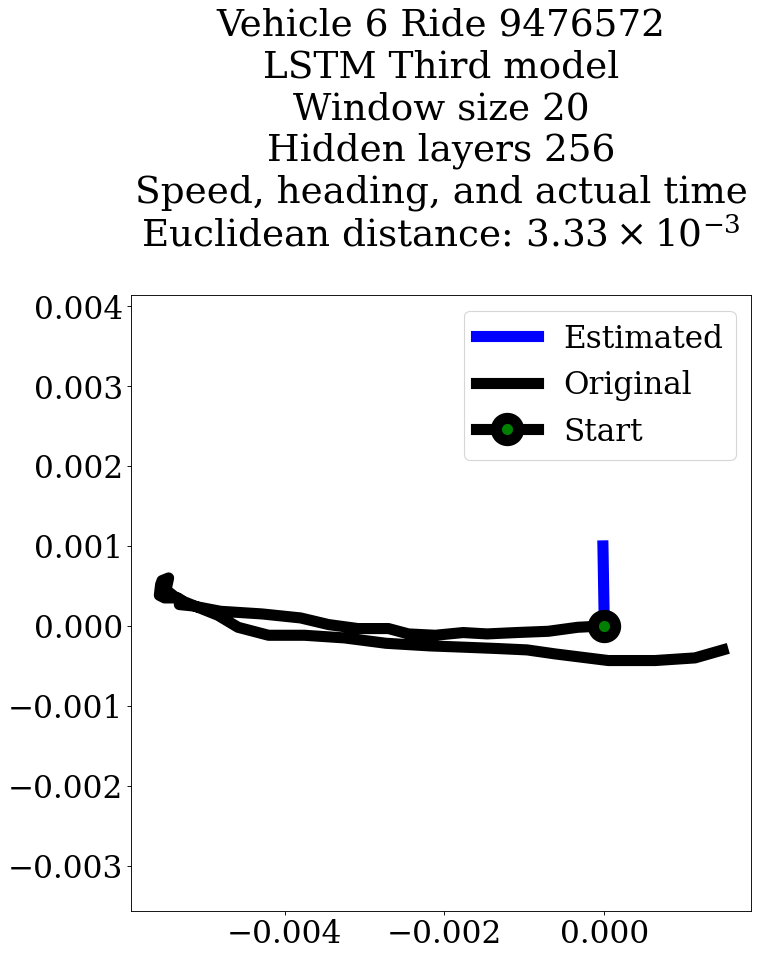 Vehicle 6 Ride 9476572
LSTM Third model
Window size 20
Hidden layers 256
Speed, heading, and actual time
Euclidean distance: 3.33 × 10⁻³
Estimated
Original
Start
0.004
0.003
0.002
0.001
0.000
−0.001
−0.002
−0.003
−0.004
−0.002
0.000